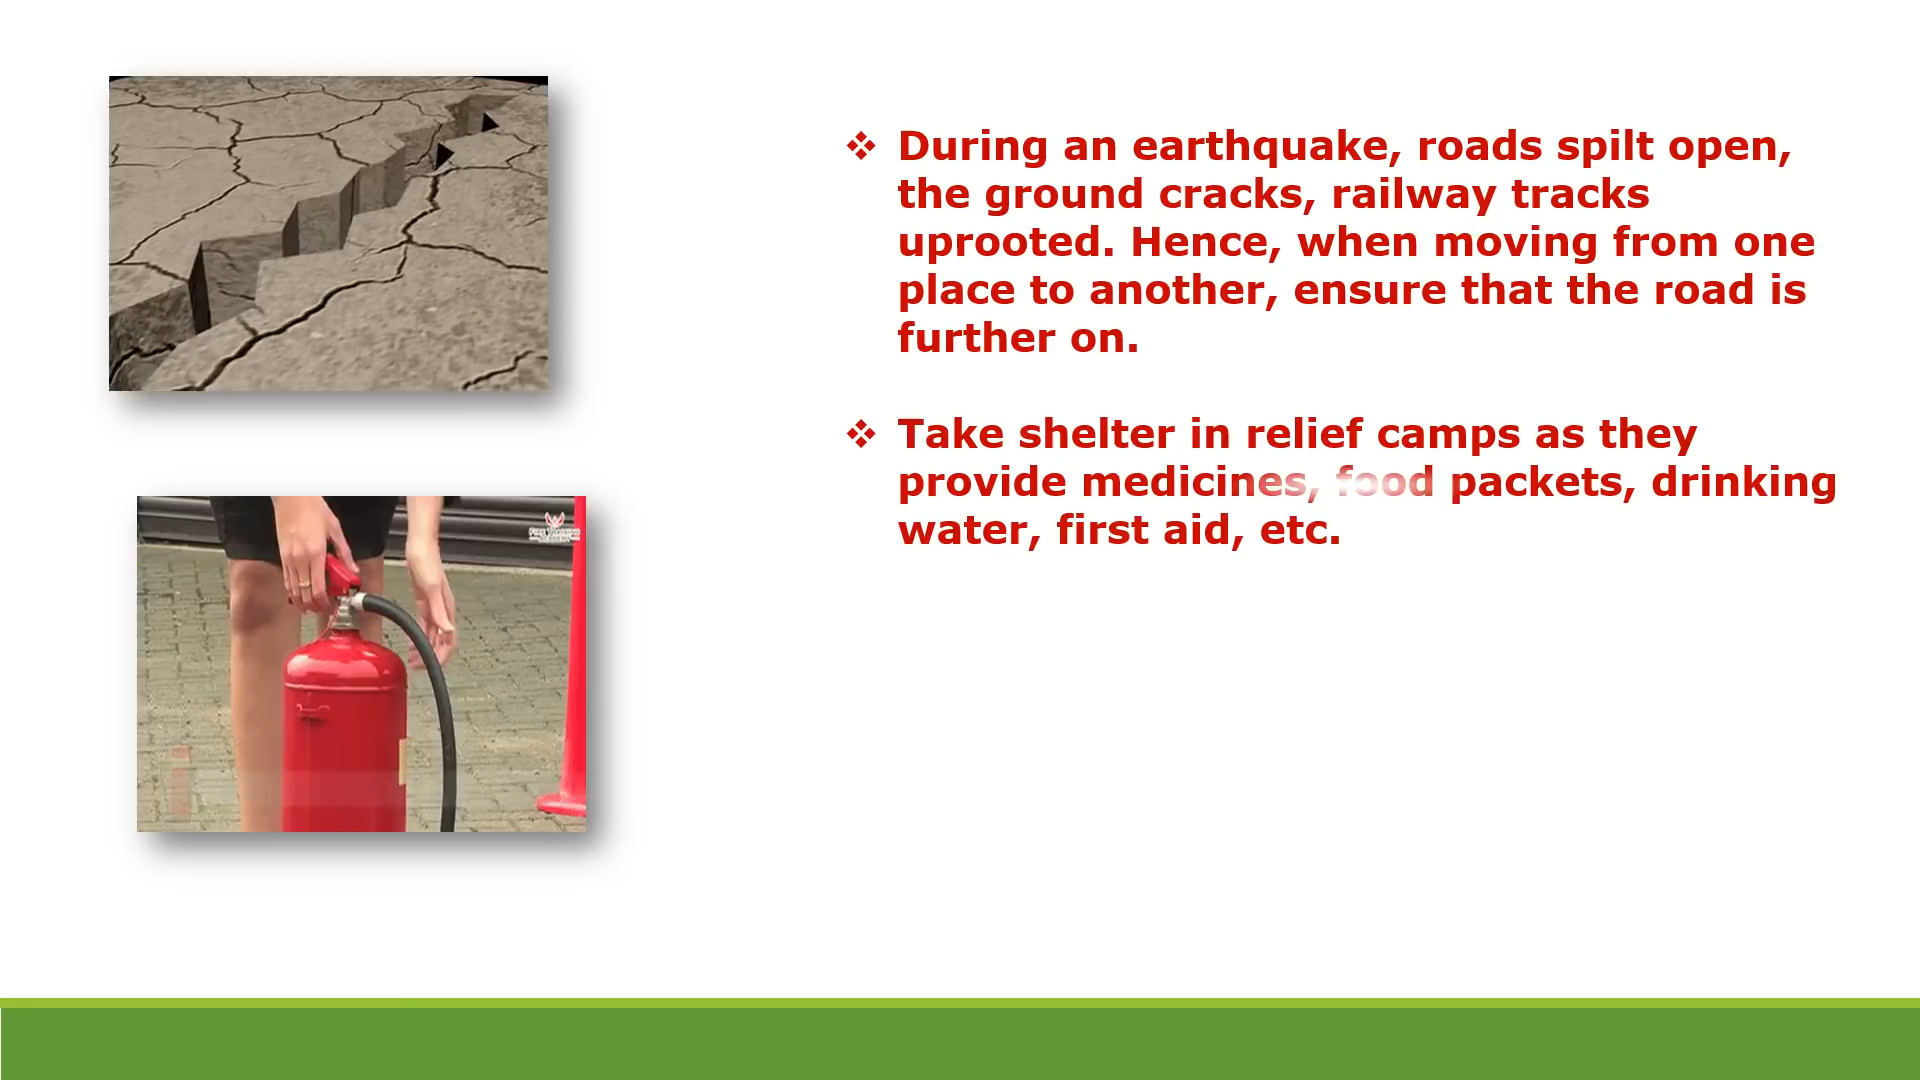 ❖ During an earthquake, roads spilt open,
the ground cracks, railway tracks
uprooted. Hence, when moving from one
place to another, ensure that the road is
further on.
❖ Take shelter in relief camps as they
provide medicines, food packets, drinking
water, first aid, etc.